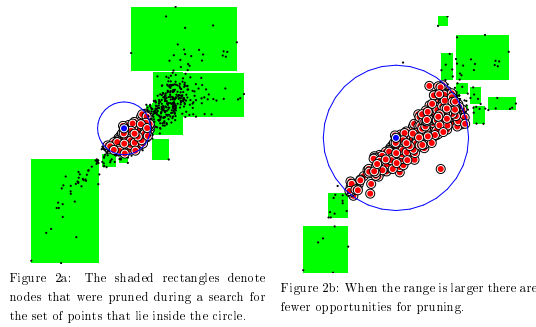 Figure 2a: The shaded rectangles denote
nodes that were pruned during a search for
the set of points that lie inside the circle.
Figure 2b: When the range is larger there are
fewer opportunities for pruning.